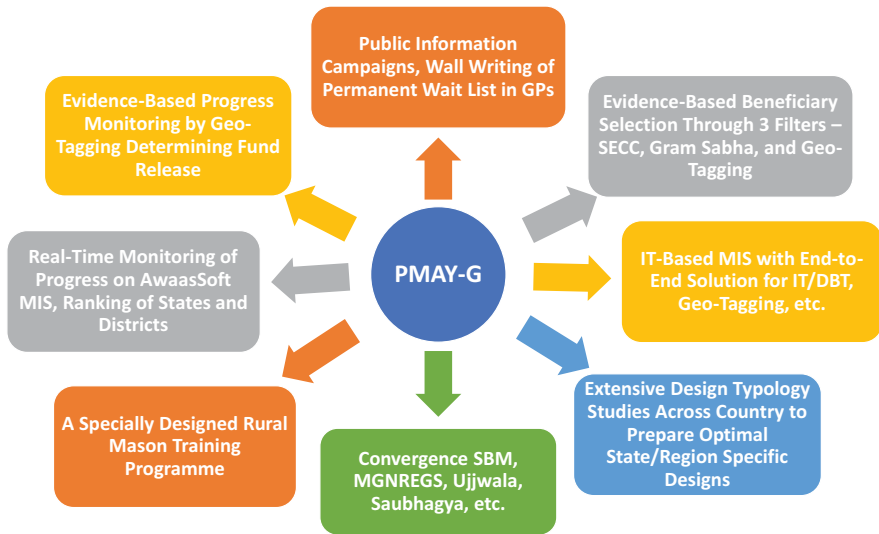 Public Information
Campaigns, Wall Writing of
Permanent Wait List in GPs
Evidence-Based Beneficiary
Selection Through 3 Filters –
SECC, Gram Sabha, and Geo-
Tagging
IT-Based MIS with End-to-
End Solution for IT/DBT,
Geo-Tagging, etc.
Extensive Design Typology
Studies Across Country to
Prepare Optimal
State/Region Specific
Designs
Convergence SBM,
MGNREGS, Ujjwala,
Saubhagya, etc.
A Specially Designed Rural
Mason Training
Programme
Real-Time Monitoring of
Progress on AwaasSoft
MIS, Ranking of States and
Districts
Evidence-Based Progress
Monitoring by Geo-
Tagging Determining Fund
Release
PMAY-G